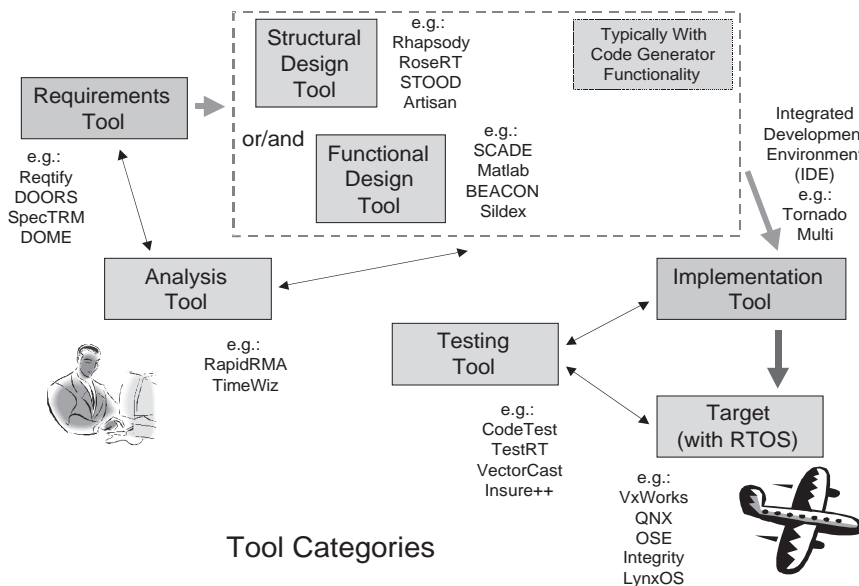 Structural
Design
Tool
e.g.:
Rhapsody
RoseRT
STOOD
Artisan
Typically With
Code Generator
Functionality
Requirements
Tool
e.g.:
Reqtify
DOORS
SpecTRM
DOME
or/and
Functional
Design
Tool
e.g.:
SCADE
Matlab
BEACON
Sildex
Integrated
Development
Environment
(IDE)
e.g.:
Tornado
Multi
Analysis
Tool
e.g.:
RapidRMA
TimeWiz
Implementation
Tool
Testing
Tool
e.g.:
CodeTest
TestRT
VectorCast
Insure++
Target
(with RTOS)
e.g.:
VxWorks
QNX
OSE
Integrity
LynxOS
Tool Categories